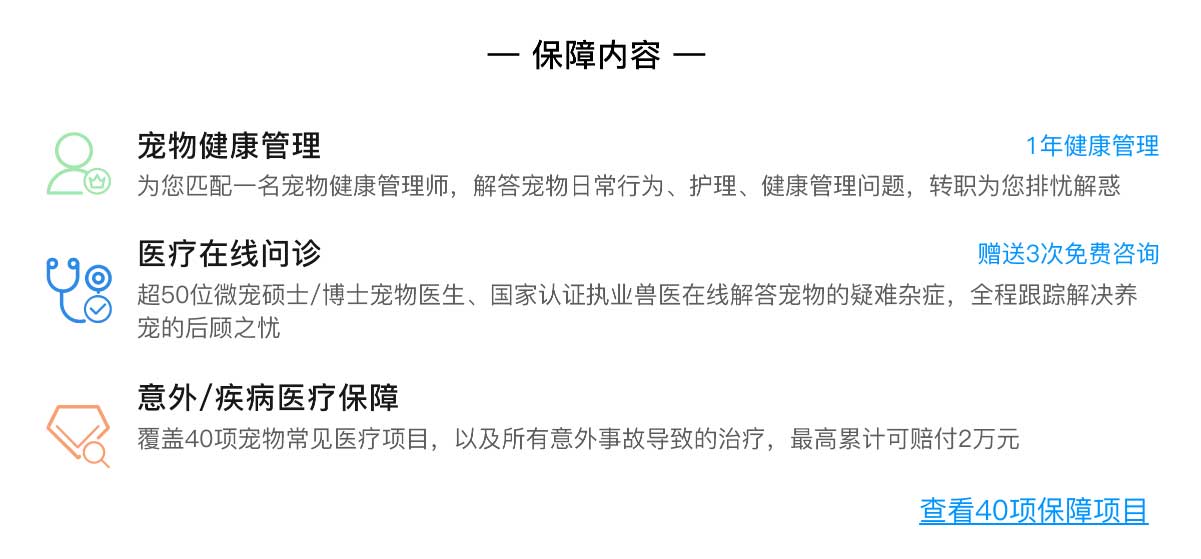 — 保障内容 —
宠物健康管理
1年健康管理
为您匹配一名宠物健康管理师，解答宠物日常行为、护理、健康管理问题，转职为您排忧解惑
医疗在线问诊
赠送3次免费咨询
超50位微宠硕士/博士宠物医生、国家认证执业兽医在线解答宠物的疑难杂症，全程跟踪解决养
宠的后顾之忧
意外/疾病医疗保障
覆盖40项宠物常见医疗项目，以及所有意外事故导致的治疗，最高累计可赔付2万元
查看40项保障项目